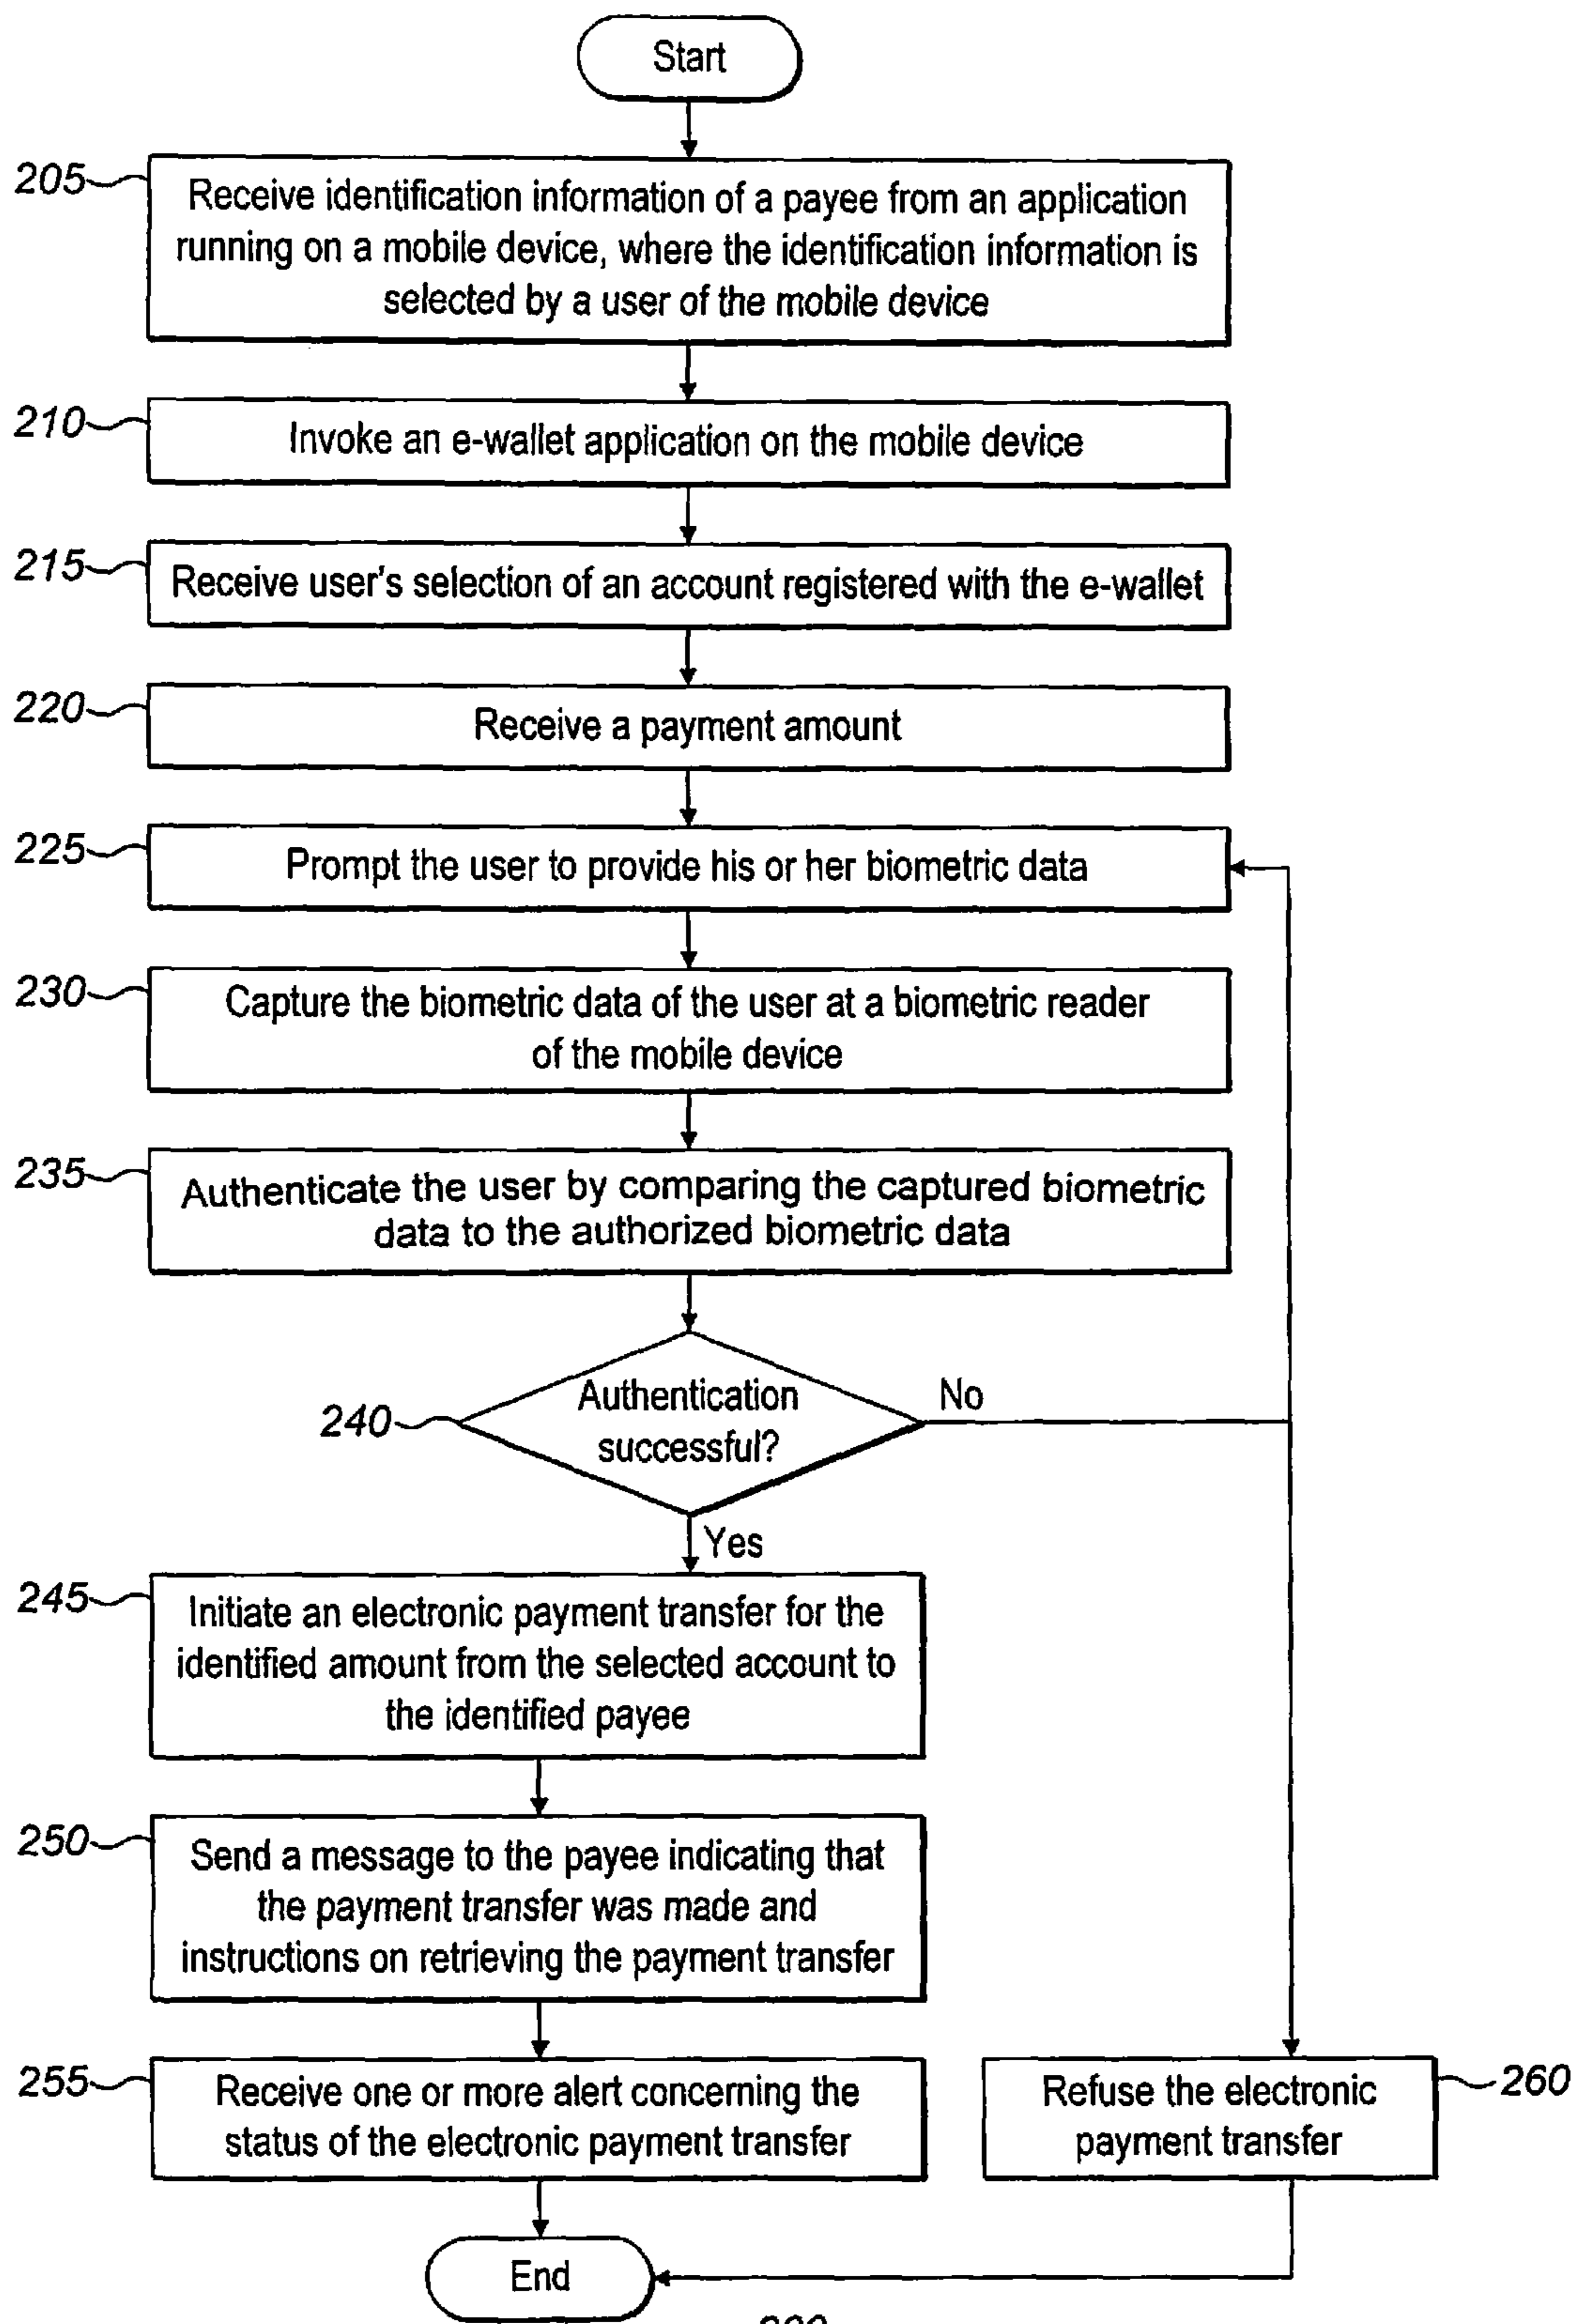 Start
205
Receive identification information of a payee from an application
running on a mobile device, where the identification information is
selected by a user of the mobile device
210
Invoke an e-wallet application on the mobile device
215
Receive user's selection of an account registered with the e-wallet
220
Receive a payment amount
225
Prompt the user to provide his or her biometric data
230
Capture the biometric data of the user at a biometric reader
of the mobile device
235
Authenticate the user by comparing the captured biometric
data to the authorized biometric data
240
Authentication
successful?
No
Yes
245
Initiate an electronic payment transfer for the
identified amount from the selected account to
the identified payee
250
Send a message to the payee indicating that
the payment transfer was made and
instructions on retrieving the payment transfer
255
Receive one or more alert concerning the
status of the electronic payment transfer
Refuse the electronic
payment transfer
260
End